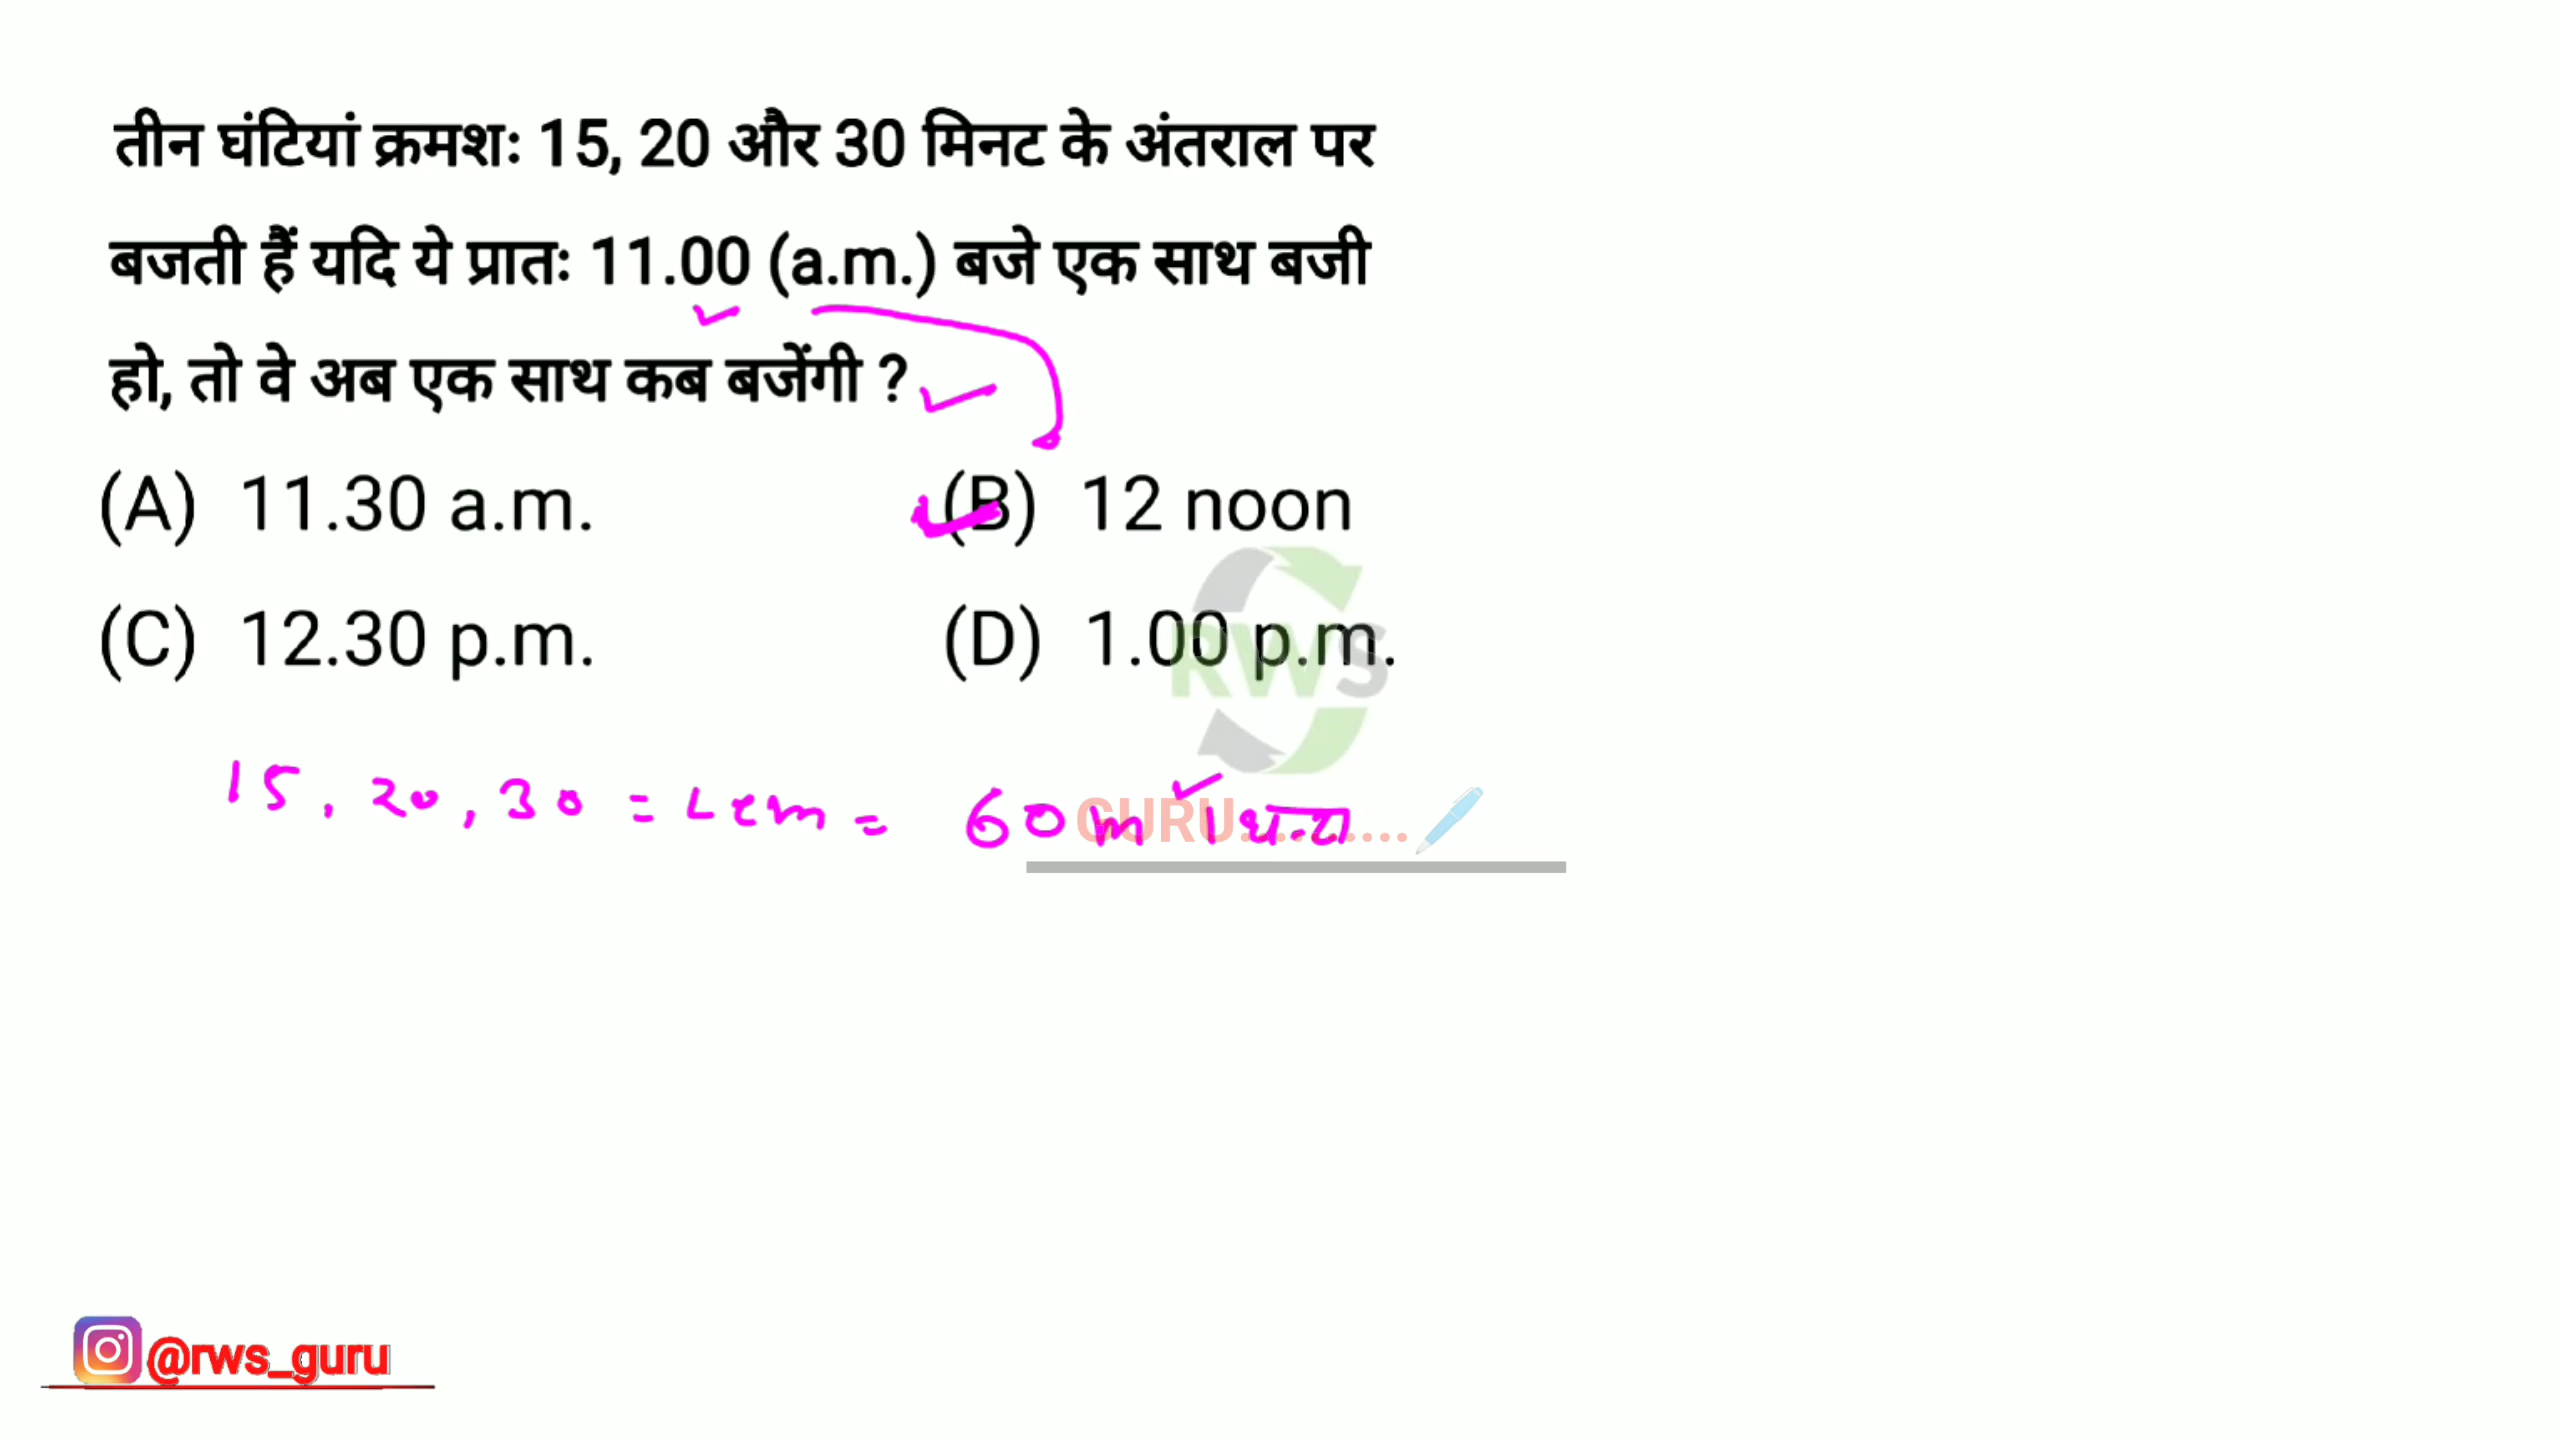 तीन घंटियां क्रमशः 15, 20 और 30 मिनट के अंतराल पर
बजती हैं यदि ये प्रातः 11.00 (a.m.) बजे एक साथ बजी
हो, तो वे अब एक साथ कब बजेंगी ?
(A) 11.30 a.m. (B) 12 noon
(C) 12.30 p.m. (D) 1.00 p.m.
RWS
15, 20, 30 = Lcm = 60m 1 घन्टा
GURU..........
@rws_guru